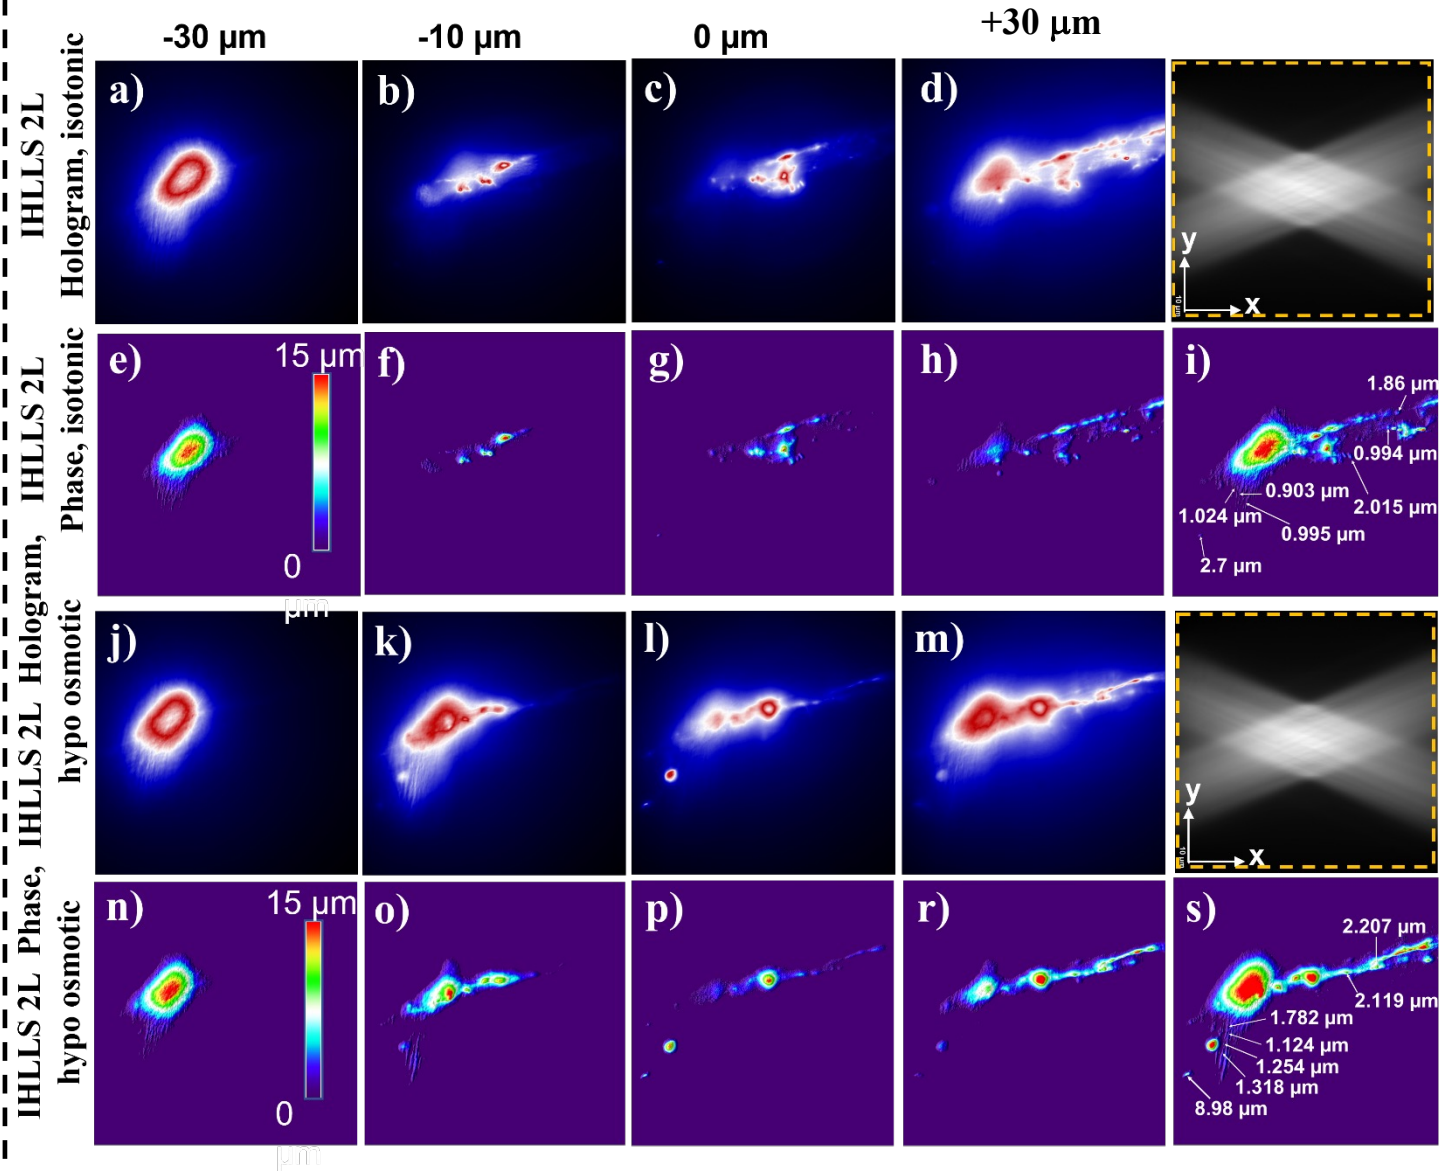 -30 µm
-10 µm
0 µm
+30 µm
IHLLS 2L
Hologram, isotonic
a)
b)
c)
d)
y
x
10 µm
IHLLS 2L
Phase, isotonic
e)
15 µm
0
µm
f)
g)
h)
i)
1.86 µm
0.994 µm
0.903 µm
2.015 µm
1.024 µm
0.995 µm
2.7 µm
IHLLS 2L Hologram,
hypo osmotic
j)
k)
l)
m)
y
x
10 µm
IHLLS 2L Phase,
hypo osmotic
n)
15 µm
0
µm
o)
p)
r)
s)
2.207 µm
2.119 µm
1.782 µm
1.124 µm
1.254 µm
1.318 µm
8.98 µm